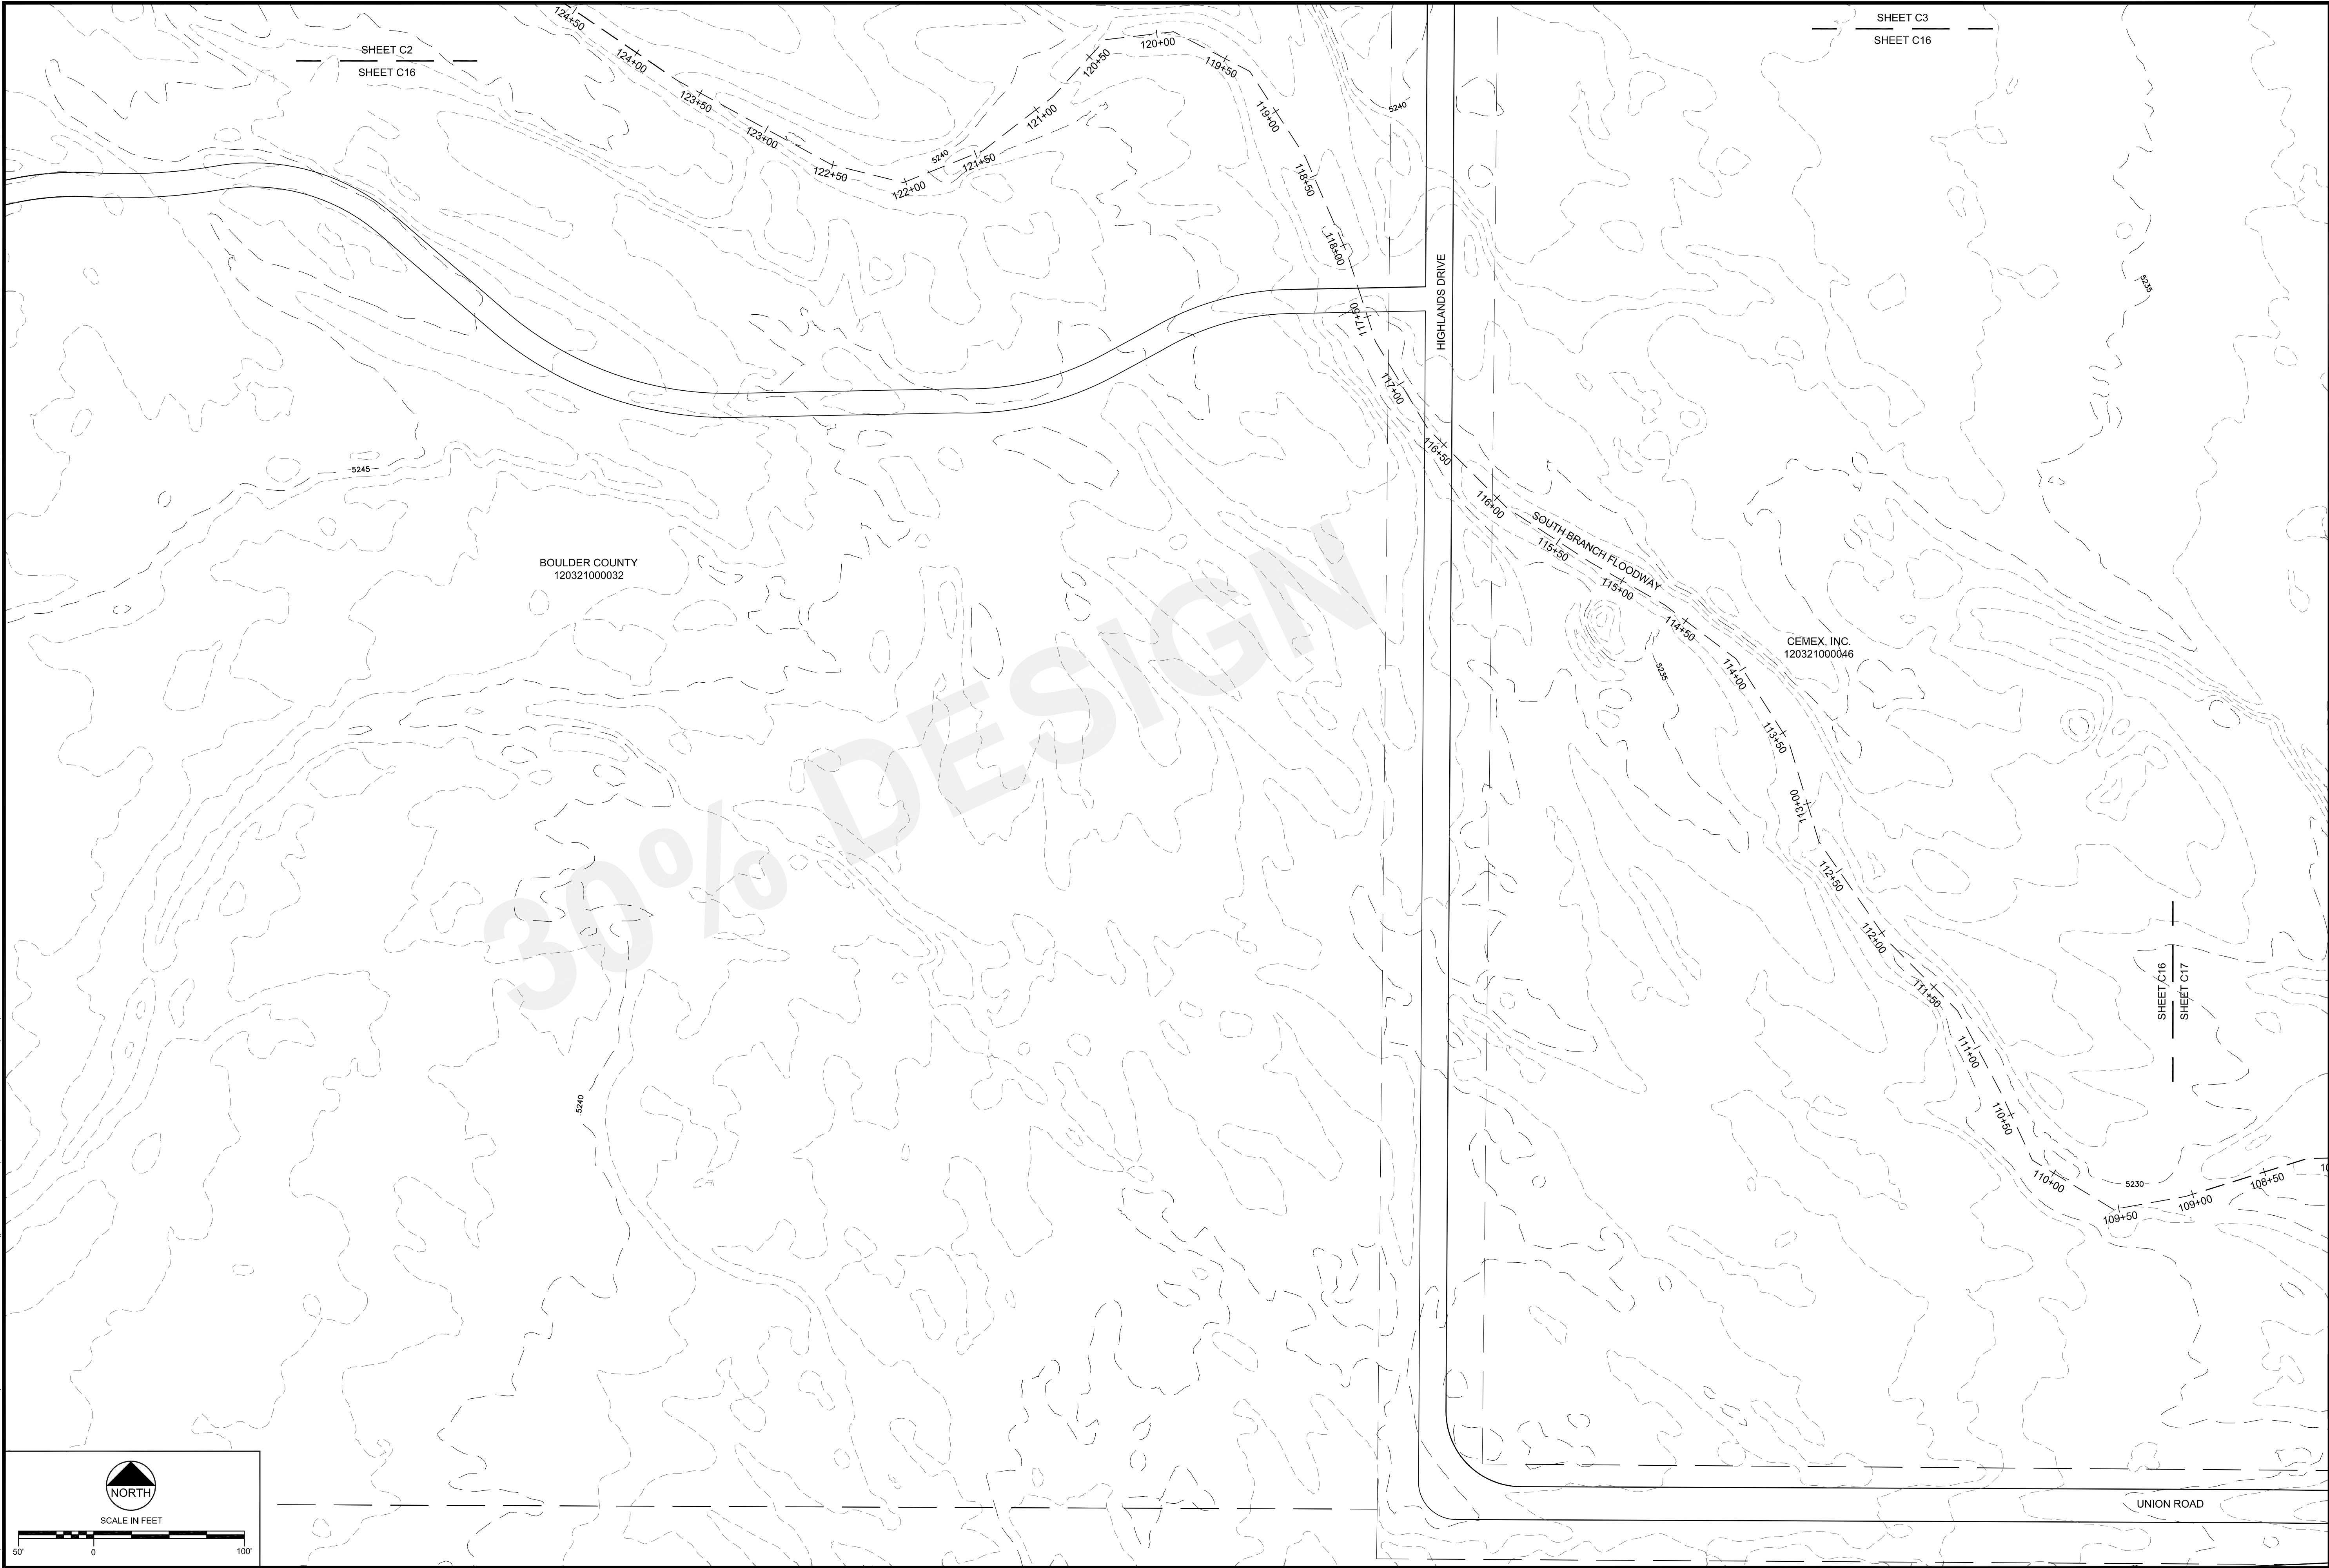 SHEET C2
SHEET C16
SHEET C3
SHEET C16
124+50
124+00
123+50
123+00
122+50
122+00
121+50
121+00
120+50
120+00
119+50
119+00
118+50
118+00
117+50
117+00
116+50
116+00
115+50
115+00
114+50
114+00
113+50
113+00
112+50
112+00
111+50
111+00
110+50
110+00
109+50
109+00
108+50
10
5240
5240
5235
HIGHLANDS DRIVE
5245
SOUTH BRANCH FLOODWAY
BOULDER COUNTY
120321000032
CEMEX, INC.
120321000046
5235
30% DESIGN
SHEET C16
SHEET C17
5240
5230
UNION ROAD
NORTH
SCALE IN FEET
50' 0 100'